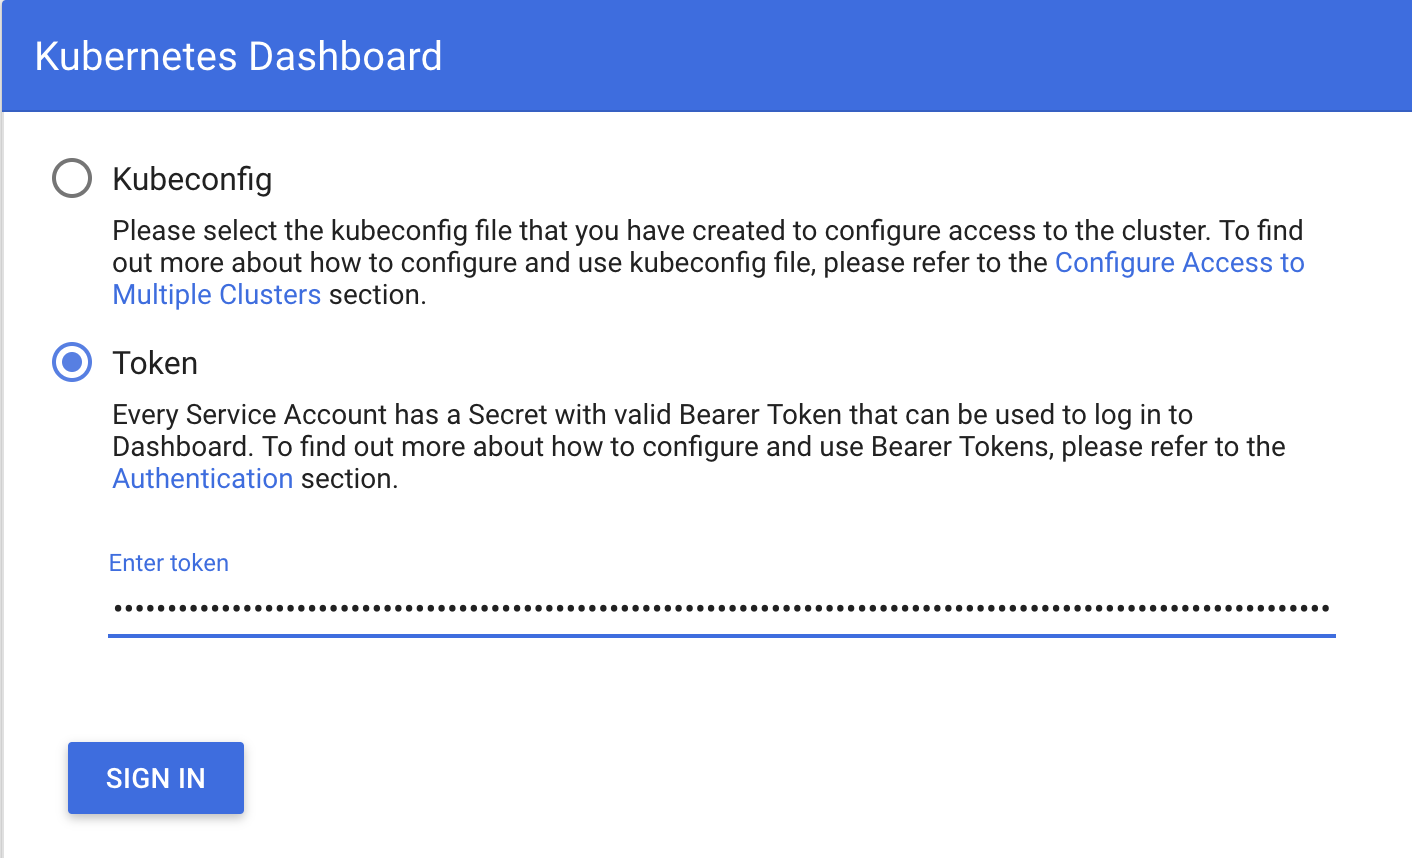 Kubernetes Dashboard
Kubeconfig
Please select the kubeconfig file that you have created to configure access to the cluster. To find
out more about how to configure and use kubeconfig file, please refer to the Configure Access to
Multiple Clusters section.
Token
Every Service Account has a Secret with valid Bearer Token that can be used to log in to
Dashboard. To find out more about how to configure and use Bearer Tokens, please refer to the
Authentication section.
Enter token
SIGN IN